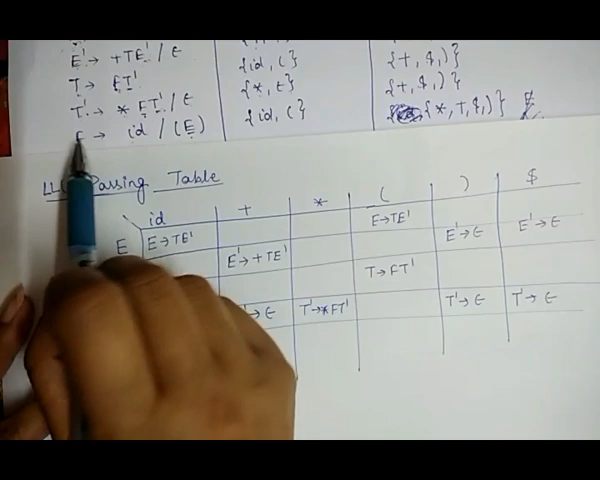 E' → +TE' / ε {id, ( } {+, $, )}
T → FT' {*, ε} {+, $, )}
T' → * FT' / ε {id, ( } {*, +, $, )}
F → id / (E)
Parsing Table
id + * ( ) $
E E→TE' E→TE' E'→ε E'→ε
E'→+TE'
T→FT'
→ε T'→*FT' T'→ε T'→ε